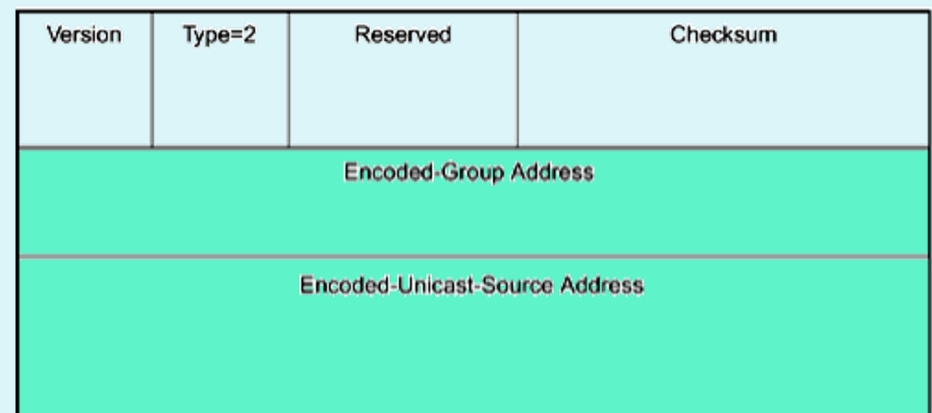 Version Type=2 Reserved Checksum
Encoded-Group Address
Encoded-Unicast-Source Address